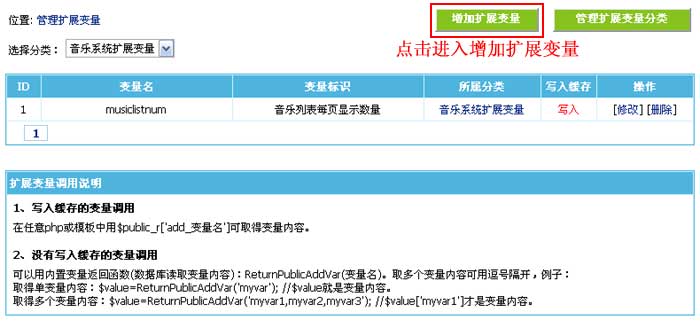 位置: 管理扩展变量
增加扩展变量
管理扩展变量分类
点击进入增加扩展变量
选择分类： 音乐系统扩展变量
ID 变量名 变量标识 所属分类 写入缓存 操作
1 musiclistnum 音乐列表每页显示数量 音乐系统扩展变量 写入 [修改] [删除]
1
扩展变量调用说明
1、写入缓存的变量调用
在任意php或模板中用$public_r['add_变量名']可取得变量内容。
2、没有写入缓存的变量调用
可以用内置变量返回函数(数据库读取变量内容)：ReturnPublicAddVar(变量名)。取多个变量内容可用逗号隔开，例子：
取得单变量内容：$value=ReturnPublicAddVar('myvar'); //$value就是变量内容。
取得多个变量内容：$value=ReturnPublicAddVar('myvar1,myvar2,myvar3'); //$value['myvar1']才是变量内容。